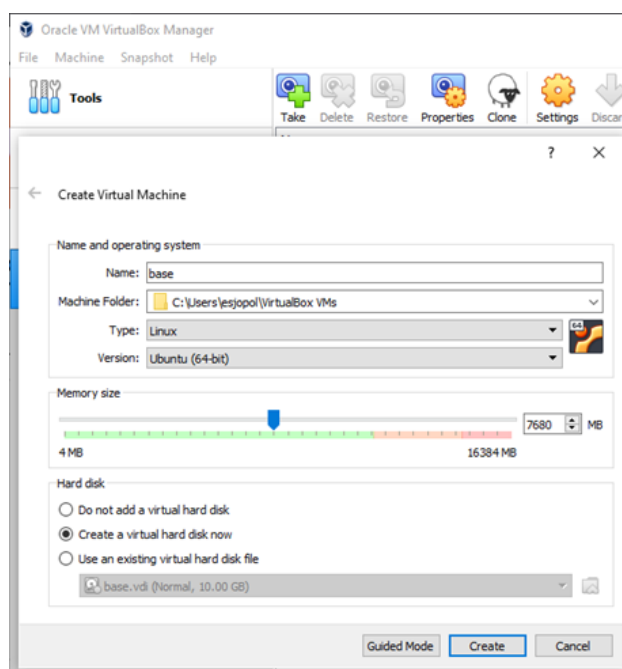 Oracle VM VirtualBox Manager
File Machine Snapshot Help
Tools
Take Delete Restore Properties Clone Settings Discar
?
Create Virtual Machine
Name and operating system
Name: base
Machine Folder: C:\Users\esjopol\VirtualBox VMs
Type: Linux
64
Version: Ubuntu (64-bit)
Memory size
7680 MB
4 MB 16384 MB
Hard disk
Do not add a virtual hard disk
Create a virtual hard disk now
Use an existing virtual hard disk file
base.vdi (Normal, 10.00 GB)
Guided Mode Create Cancel